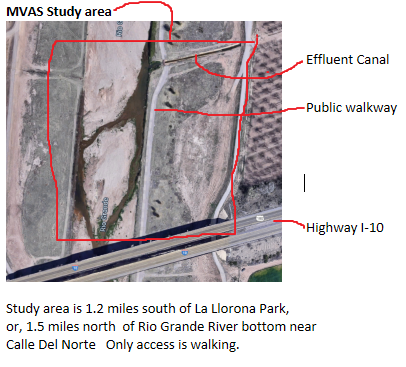 MVAS Study area
Effluent Canal
Public walkway
Rio Grande
Highway I-10
Study area is 1.2 miles south of La Llorona Park,
or, 1.5 miles north  of Rio Grande River bottom near
Calle Del Norte   Only access is walking.